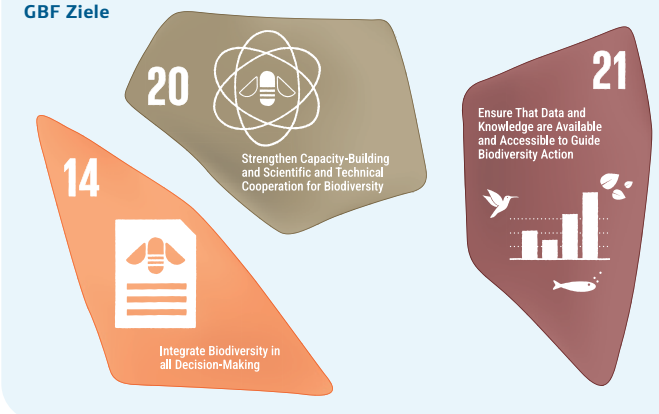 GBF Ziele
20
Strengthen Capacity-Building
and Scientific and Technical
Cooperation for Biodiversity
21
Ensure That Data and
Knowledge are Available
and Accessible to Guide
Biodiversity Action
14
Integrate Biodiversity in
all Decision-Making